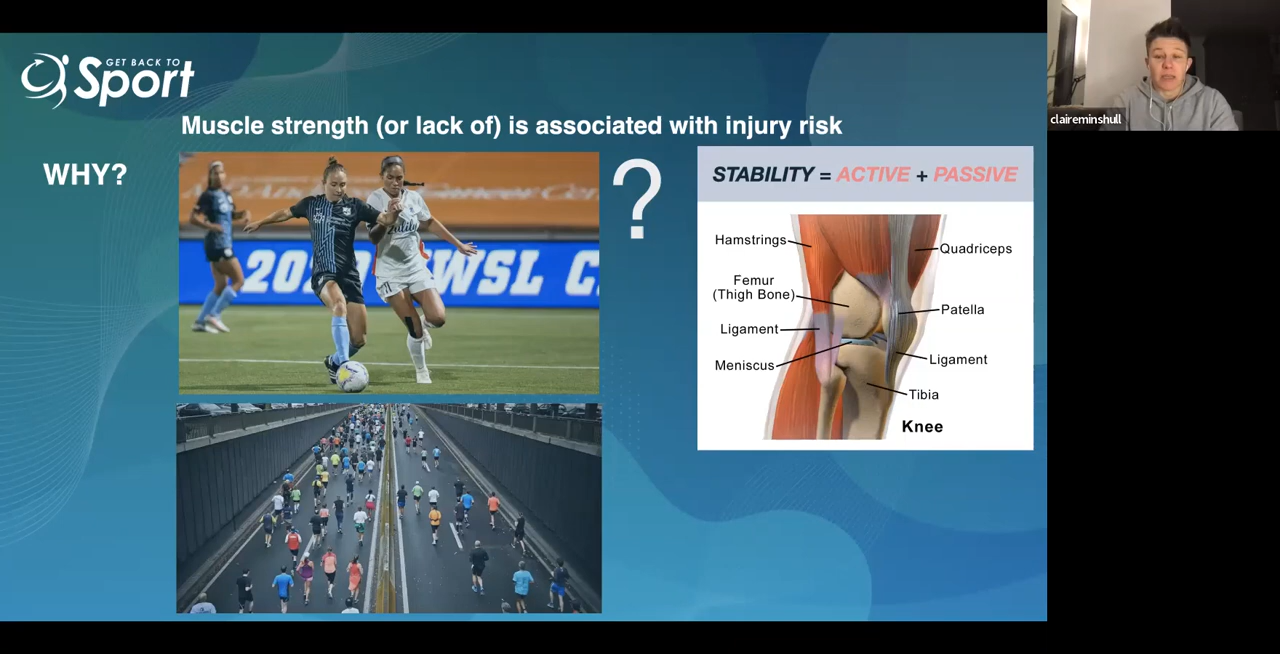 GET BACK TO
Sport
claireminshull
Muscle strength (or lack of) is associated with injury risk
WHY?
?
STABILITY = ACTIVE + PASSIVE
Hamstrings
Quadriceps
Femur
(Thigh Bone)
Patella
Ligament
Meniscus
Ligament
Tibia
Knee